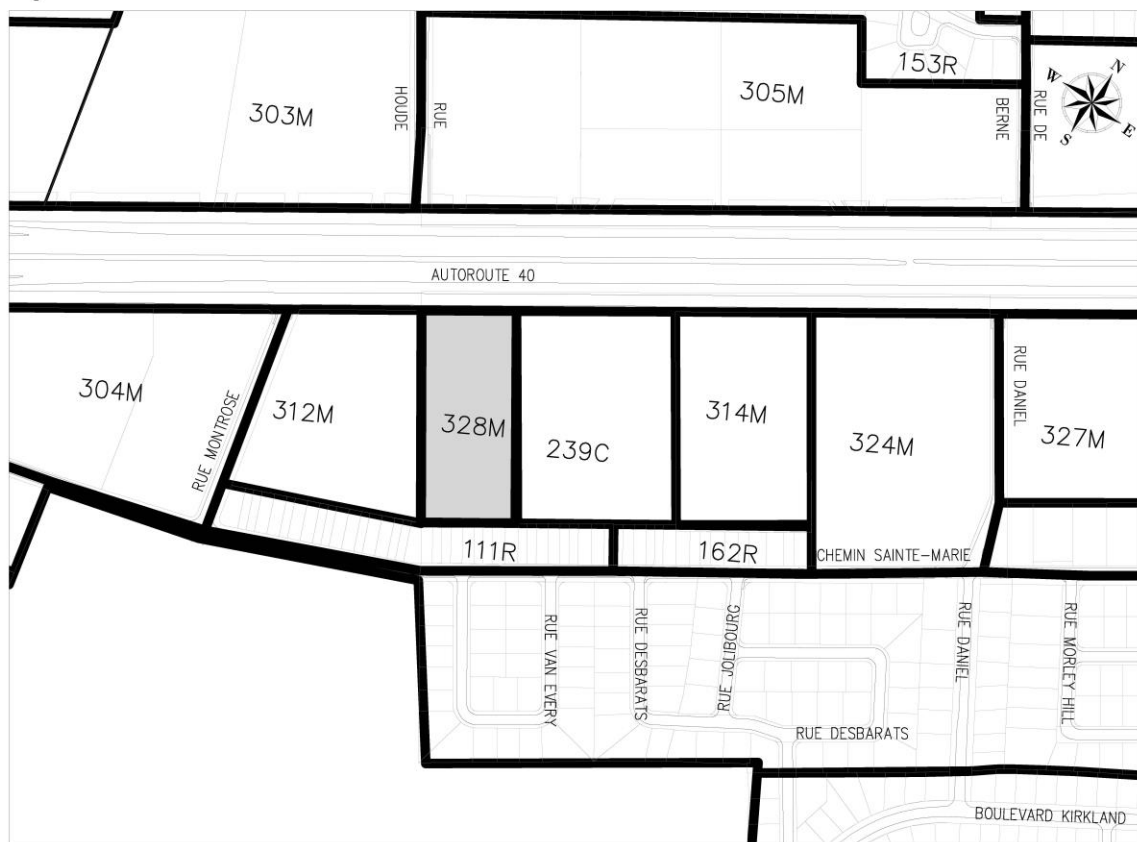 153R
N
W
E
S
303M
HOUDE
RUE
305M
BERNE
RUE DE
AUTOROUTE 40
304M
RUE MONTROSE
312M
328M
239C
314M
324M
RUE DANIEL
327M
111R
162R
CHEMIN SAINTE-MARIE
RUE VAN EVERY
RUE DESBARATS
RUE JOLIBOURG
RUE DANIEL
RUE MORLEY HILL
RUE DESBARATS
BOULEVARD KIRKLAND